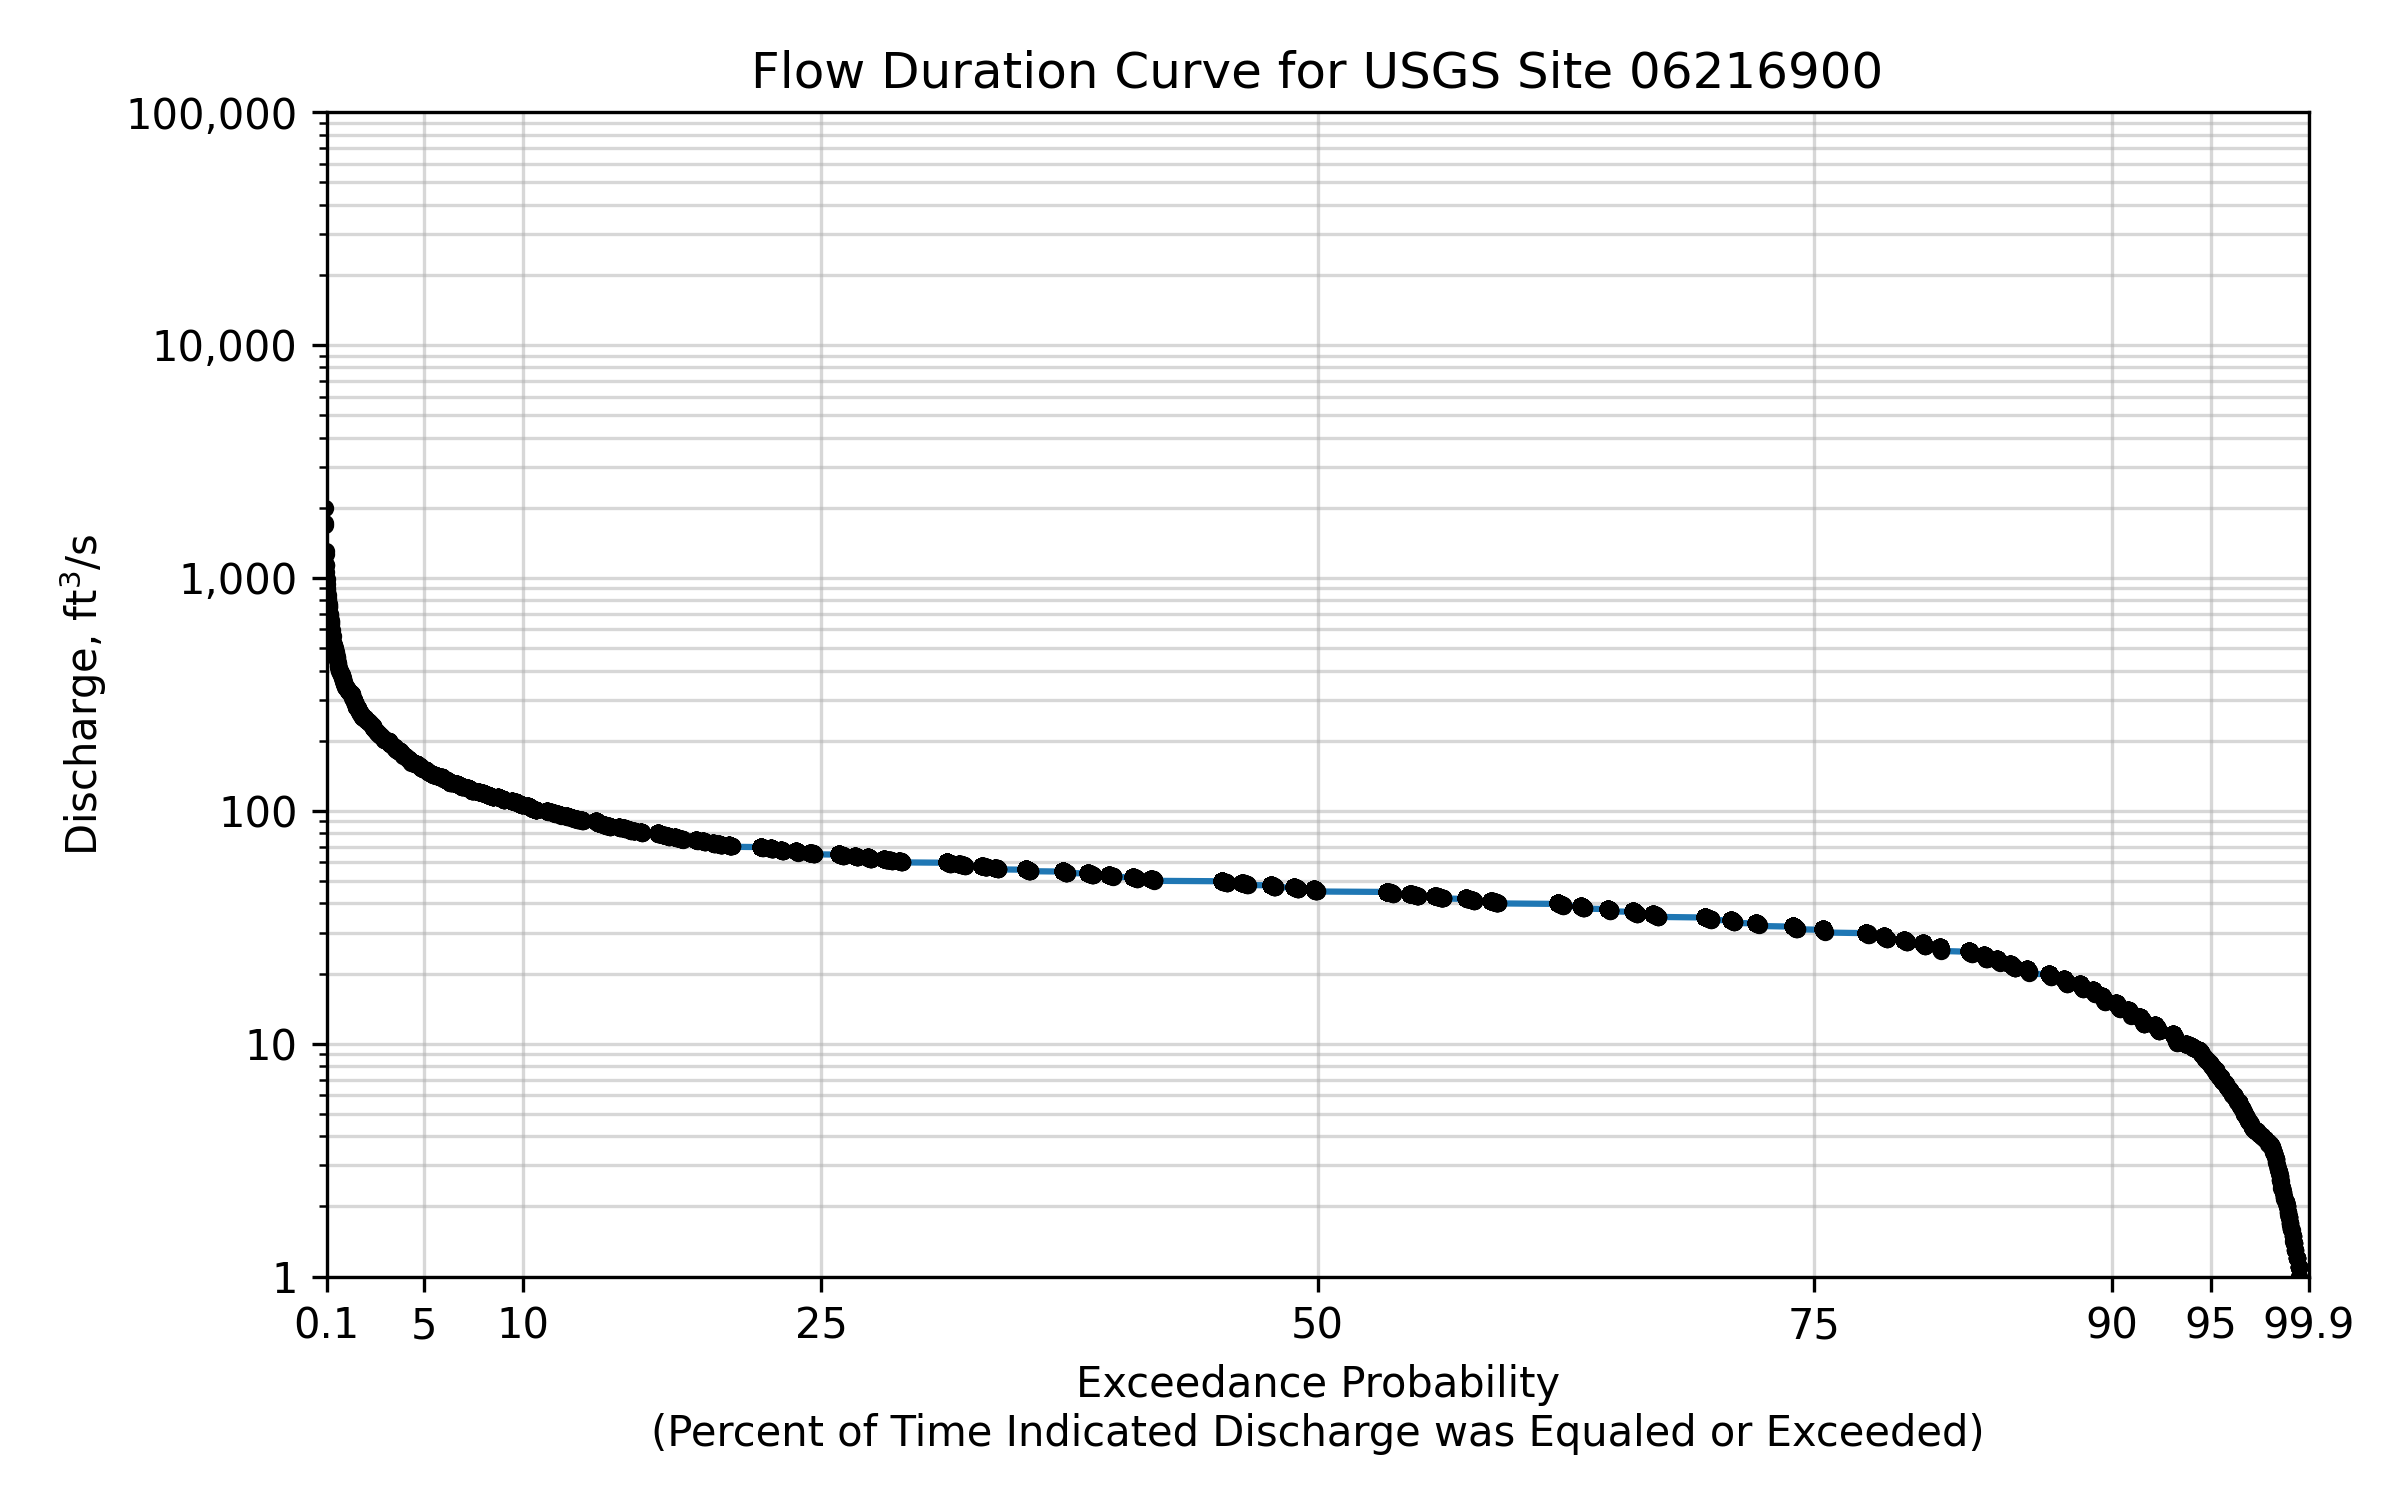 Flow Duration Curve for USGS Site 06216900
100,000
10,000
1,000
100
10
1
Discharge, ft³/s
0.1 5 10 25 50 75 90 95 99.9
Exceedance Probability
(Percent of Time Indicated Discharge was Equaled or Exceeded)